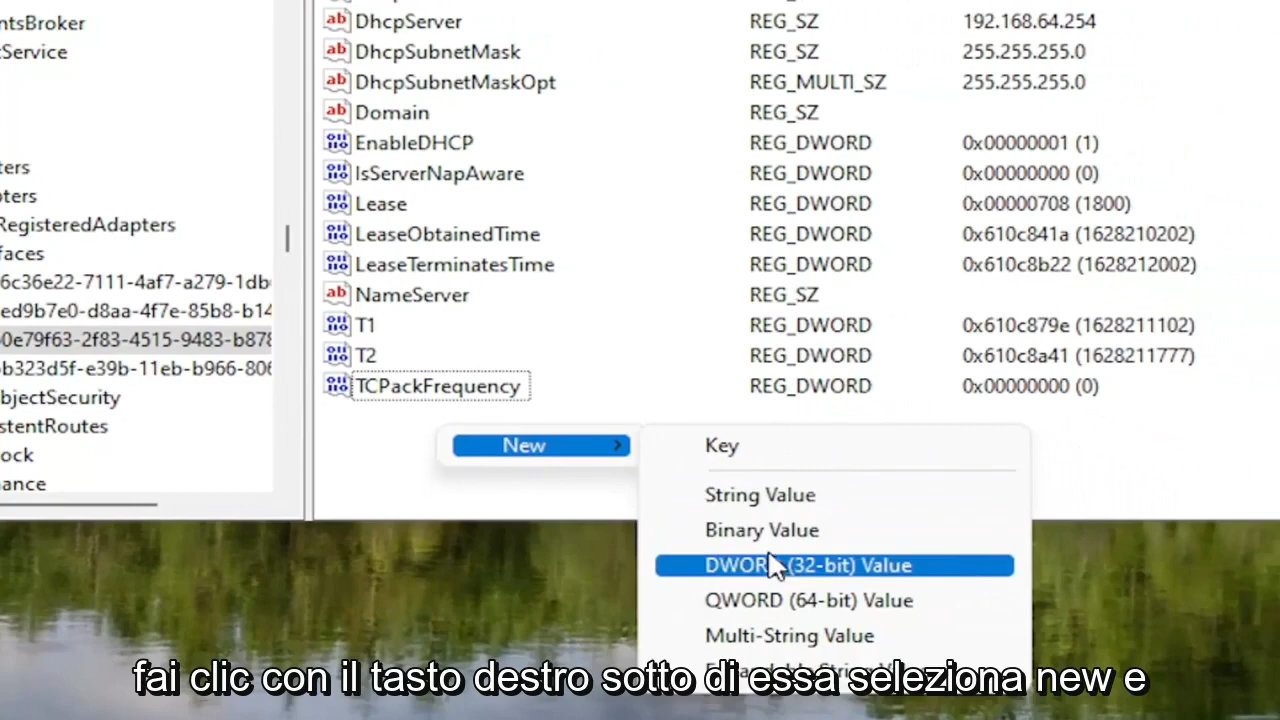 ntsBroker
tService
ters
pters
RegisteredAdapters
faces
6c36e22-7111-4af7-a279-1db
ed9b7e0-d8aa-4f7e-85b8-b14
0e79f63-2f83-4515-9483-b878
b323d5f-e39b-11eb-b966-806
bjectSecurity
stentRoutes
ock
nance
DhcpServer REG_SZ 192.168.64.254
DhcpSubnetMask REG_SZ 255.255.255.0
DhcpSubnetMaskOpt REG_MULTI_SZ 255.255.255.0
Domain REG_SZ
EnableDHCP REG_DWORD 0x00000001 (1)
IsServerNapAware REG_DWORD 0x00000000 (0)
Lease REG_DWORD 0x00000708 (1800)
LeaseObtainedTime REG_DWORD 0x610c841a (1628210202)
LeaseTerminatesTime REG_DWORD 0x610c8b22 (1628212002)
NameServer REG_SZ
T1 REG_DWORD 0x610c879e (1628211102)
T2 REG_DWORD 0x610c8a41 (1628211777)
TCPackFrequency REG_DWORD 0x00000000 (0)
New
Key
String Value
Binary Value
DWORD (32-bit) Value
QWORD (64-bit) Value
Multi-String Value
fai clic con il tasto destro sotto di essa seleziona new e